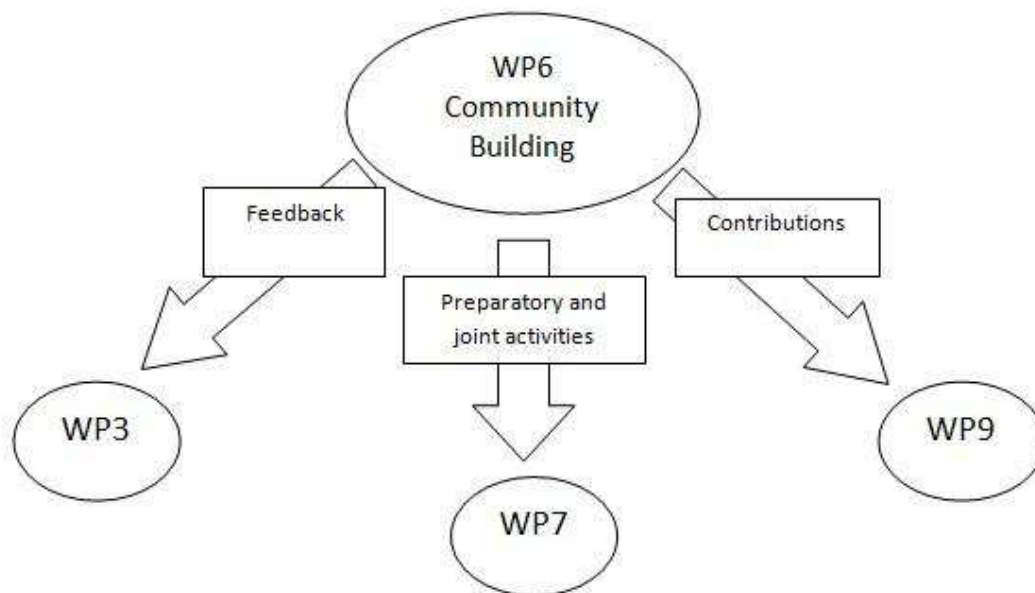 WP6
Community
Building
Feedback
Contributions
Preparatory and
joint activities
WP3
WP9
WP7